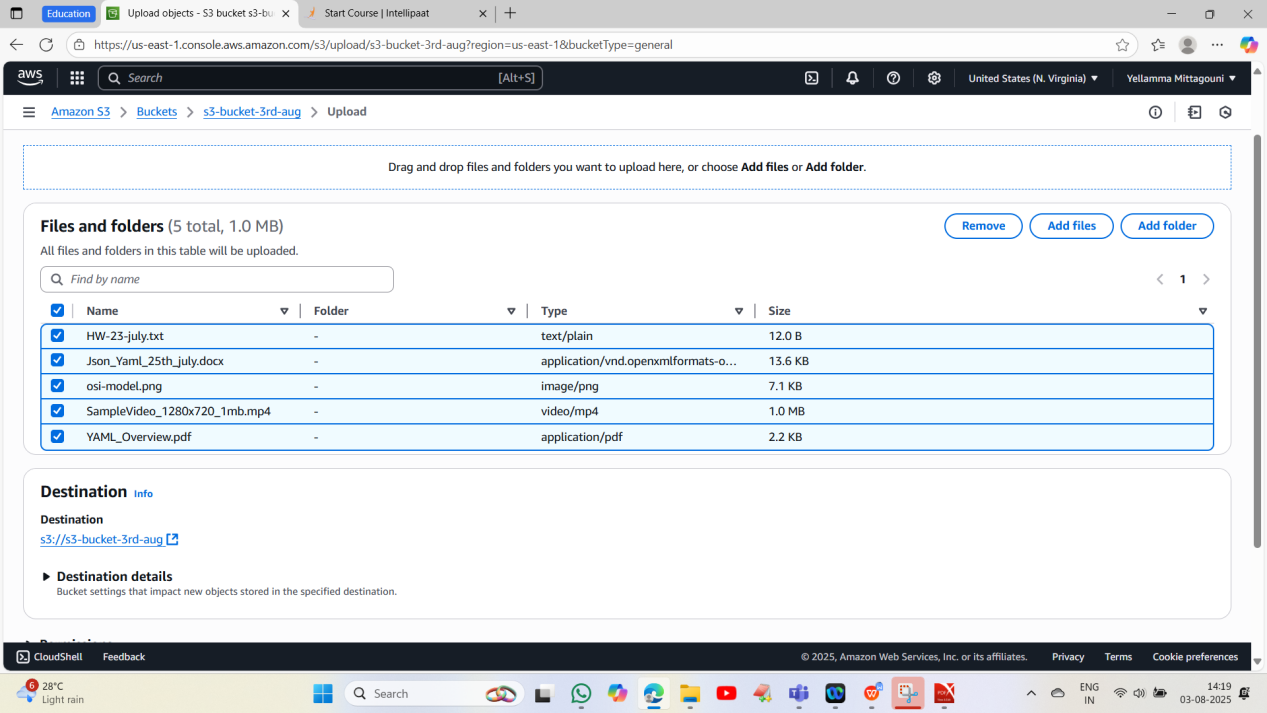 Education
Upload objects - S3 bucket s3-bu
Start Course | Intellipaat
https://us-east-1.console.aws.amazon.com/s3/upload/s3-bucket-3rd-aug?region=us-east-1&bucketType=general
aws
Search
[Alt+S]
United States (N. Virginia)
Yellamma Mittagouni
Amazon S3 > Buckets > s3-bucket-3rd-aug > Upload
Drag and drop files and folders you want to upload here, or choose Add files or Add folder.
Files and folders (5 total, 1.0 MB)
Remove
Add files
Add folder
All files and folders in this table will be uploaded.
Find by name
1
Name Folder Type Size
HW-23-july.txt - text/plain 12.0 B
Json_Yaml_25th_july.docx - application/vnd.openxmlformats-o... 13.6 KB
osi-model.png - image/png 7.1 KB
SampleVideo_1280x720_1mb.mp4 - video/mp4 1.0 MB
YAML_Overview.pdf - application/pdf 2.2 KB
Destination Info
Destination
s3://s3-bucket-3rd-aug
Destination details
Bucket settings that impact new objects stored in the specified destination.
CloudShell
Feedback
© 2025, Amazon Web Services, Inc. or its affiliates.
Privacy
Terms
Cookie preferences
6
28°C
Light rain
Search
ENG
IN
14:19
03-08-2025